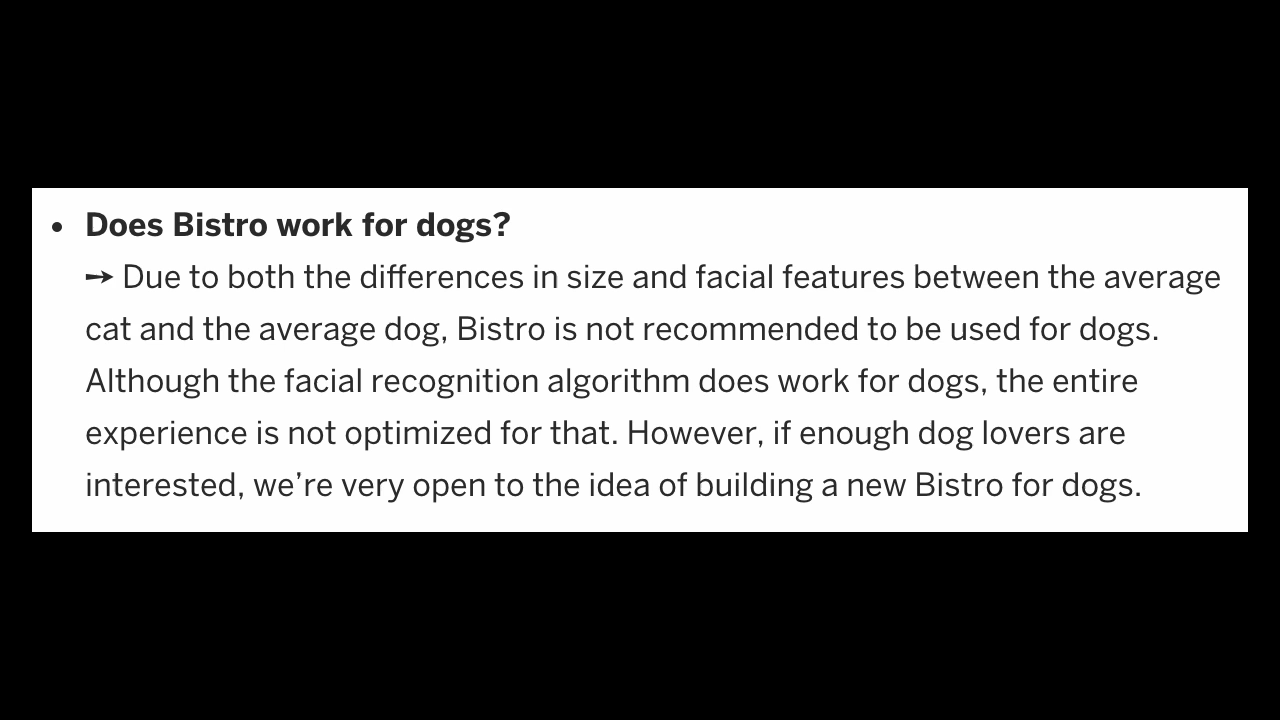 • Does Bistro work for dogs?
➙ Due to both the differences in size and facial features between the average
cat and the average dog, Bistro is not recommended to be used for dogs.
Although the facial recognition algorithm does work for dogs, the entire
experience is not optimized for that. However, if enough dog lovers are
interested, we’re very open to the idea of building a new Bistro for dogs.